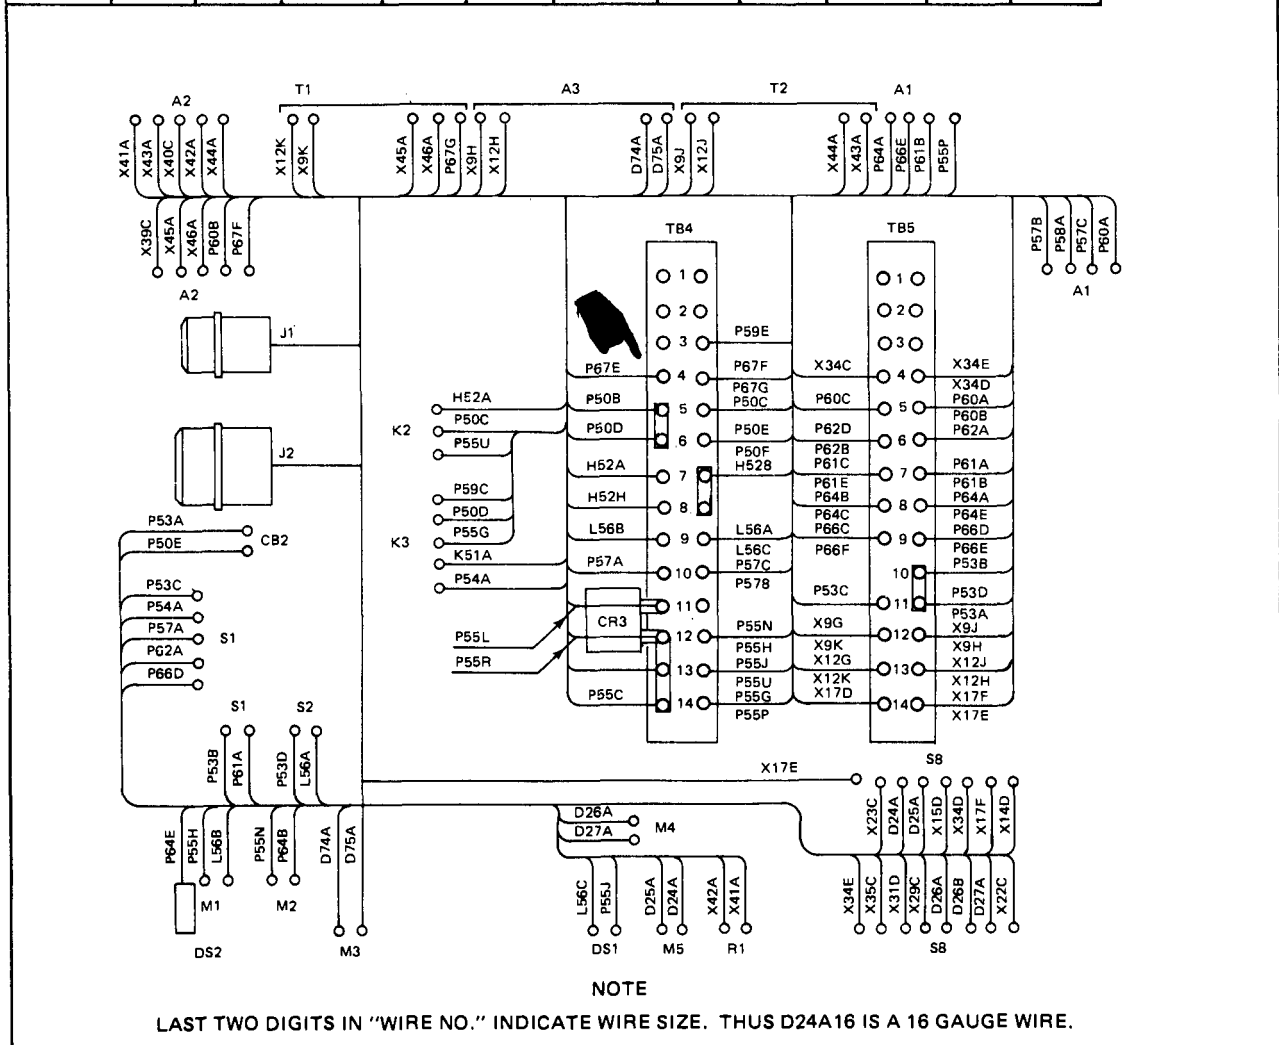 T1
A3
T2
A1
A2
X41A
X43A
X40C
X42A
X44A
X12K
X9K
X45A
X46A
P67G
X9H
X12H
D74A
D75A
X9J
X12J
X44A
X43A
P64A
P66E
P61B
P55P
X39C
X45A
X46A
P60B
P67F
A2
P57B
P58A
P57C
P60A
A1
TB4
TB5
J1
J2
1
2
3 P59E
P67E 4 P67F
P67G
H52A P50B 5 P50C
K2
P50C
P50D 6 P50E
P55U
P50F
H52A 7 H528
P59C
H52H 8
P50D
P55G
K3
L56B 9 L56A
K51A
L56C
P57A 10 P57C
P54A
P578
11
CR3
P55L
12 P55N
P55R
P55H
13 P55J
P55U
P55C 14 P55G
P55P
1
2
3
X34C 4 X34E
X34D
P60C 5 P60A
P60B
P62D 6 P62A
P62B
P61C 7 P61A
P61E P61B
P64B 8 P64A
P64C P64E
P66C 9 P66D
P66F P66E
10 P53B
P53C 11 P53D
P53A
X9G 12 X9J
X9K X9H
X12G 13 X12J
X12K X12H
X17D 14 X17F
X17E
P53A
P50E
CB2
P53C
P54A
P57A
S1
P62A
P66D
S1
S2
P53B
P61A
P53D
L56A
X17E
S8
X23C
D24A
D25A
X15D
X34D
X17F
X14D
P64E
P55H
L56B
P55N
P64B
D74A
D75A
D26A
D27A
M4
L56C
P55J
D25A
D24A
X42A
X41A
X34E
X35C
X31D
X29C
D26A
D26B
D27A
X22C
M1
M2
DS2
M3
DS1
M5
R1
S8
NOTE
LAST TWO DIGITS IN "WIRE NO." INDICATE WIRE SIZE. THUS D24A16 IS A 16 GAUGE WIRE.